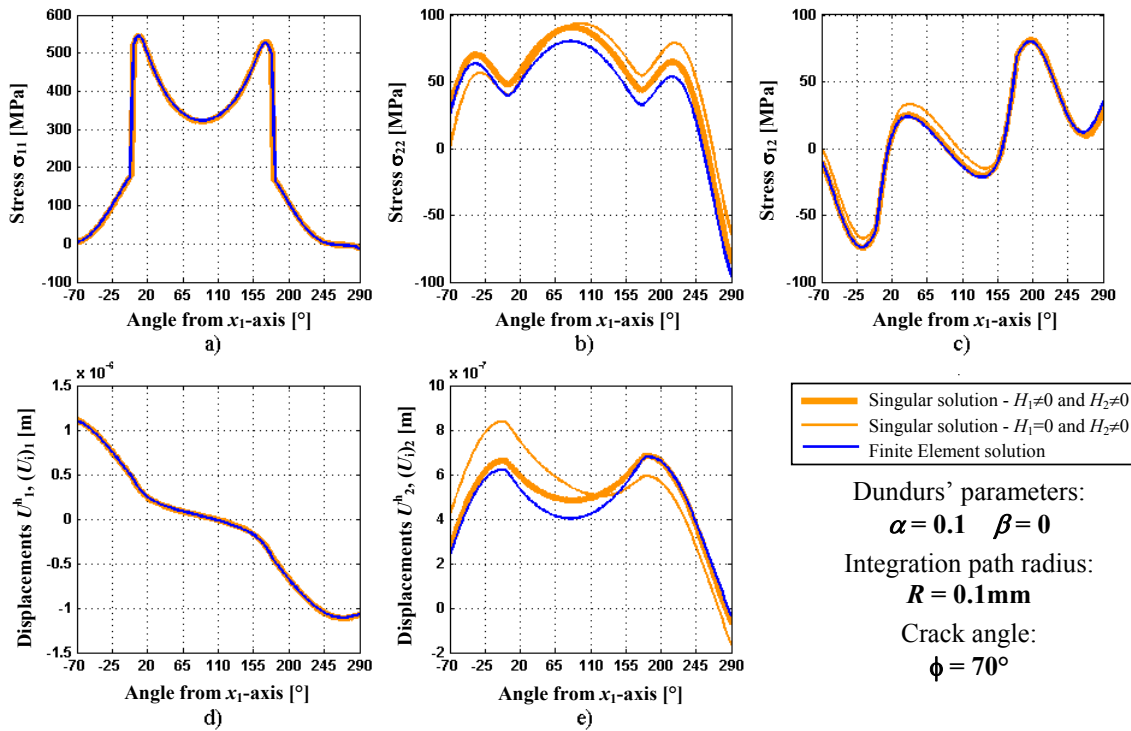 600
500
400
300
200
100
0
-100
Stress σ11 [MPa]
-70 -25 20 65 110 155 200 245 290
Angle from x1-axis [°]
a)
100
50
0
-50
-100
Stress σ22 [MPa]
-70 -25 20 65 110 155 200 245 290
Angle from x1-axis [°]
b)
100
50
0
-50
-100
Stress σ12 [MPa]
-70 -25 20 65 110 155 200 245 290
Angle from x1-axis [°]
c)
x 10-6
1.5
1
0.5
0
-0.5
-1
-1.5
Displacements Uh1, (Ui)1 [m]
-70 -25 20 65 110 155 200 245 290
Angle from x1-axis [°]
d)
x 10-7
10
8
6
4
2
0
-2
Displacements Uh2, (Ui)2 [m]
-70 -25 20 65 110 155 200 245 290
Angle from x1-axis [°]
e)
Singular solution - H1≠0 and H2≠0
Singular solution - H1=0 and H2≠0
Finite Element solution
Dundurs' parameters:
α = 0.1 β = 0
Integration path radius:
R = 0.1mm
Crack angle:
ϕ = 70°